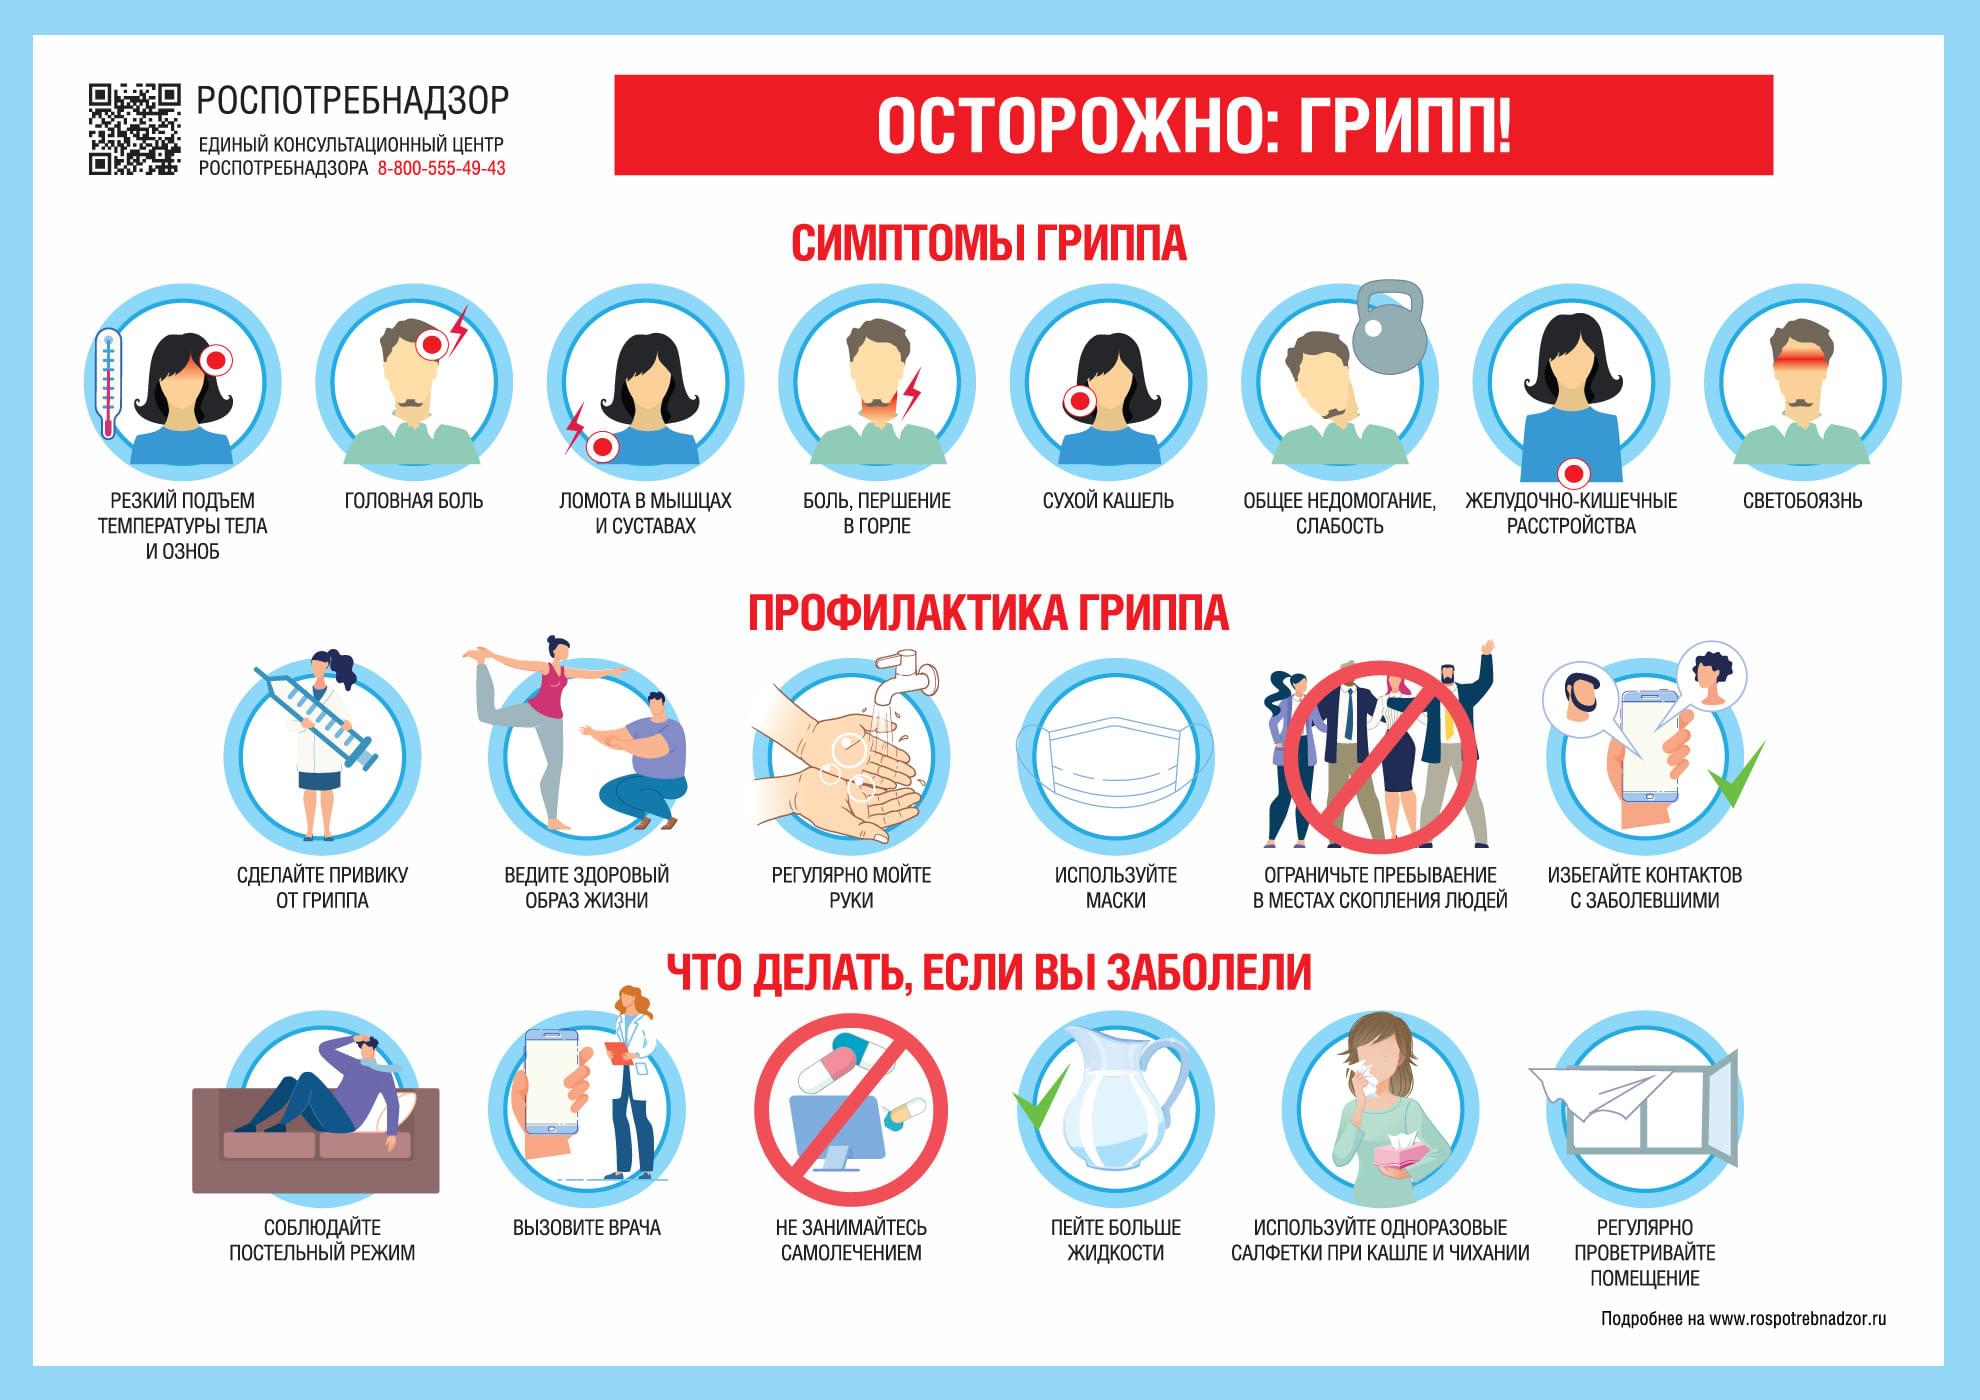 РОСПОТРЕБНАДЗОР
ЕДИНЫЙ КОНСУЛЬТАЦИОННЫЙ ЦЕНТР
РОСПОТРЕБНАДЗОРА 8-800-555-49-43
ОСТОРОЖНО: ГРИПП!
СИМПТОМЫ ГРИППА
РЕЗКИЙ ПОДЪЕМ
ТЕМПЕРАТУРЫ ТЕЛА
И ОЗНОБ
ГОЛОВНАЯ БОЛЬ
ЛОМОТА В МЫШЦАХ
И СУСТАВАХ
БОЛЬ, ПЕРШЕНИЕ
В ГОРЛЕ
СУХОЙ КАШЕЛЬ
ОБЩЕЕ НЕДОМОГАНИЕ,
СЛАБОСТЬ
ЖЕЛУДОЧНО-КИШЕЧНЫЕ
РАССТРОЙСТВА
СВЕТОБОЯЗНЬ
ПРОФИЛАКТИКА ГРИППА
СДЕЛАЙТЕ ПРИВИКУ
ОТ ГРИППА
ВЕДИТЕ ЗДОРОВЫЙ
ОБРАЗ ЖИЗНИ
РЕГУЛЯРНО МОЙТЕ
РУКИ
ИСПОЛЬЗУЙТЕ
МАСКИ
ОГРАНИЧЬТЕ ПРЕБЫВАЕНИЕ
В МЕСТАХ СКОПЛЕНИЯ ЛЮДЕЙ
ИЗБЕГАЙТЕ КОНТАКТОВ
С ЗАБОЛЕВШИМИ
ЧТО ДЕЛАТЬ, ЕСЛИ ВЫ ЗАБОЛЕЛИ
СОБЛЮДАЙТЕ
ПОСТЕЛЬНЫЙ РЕЖИМ
ВЫЗОВИТЕ ВРАЧА
НЕ ЗАНИМАЙТЕСЬ
САМОЛЕЧЕНИЕМ
ПЕЙТЕ БОЛЬШЕ
ЖИДКОСТИ
ИСПОЛЬЗУЙТЕ ОДНОРАЗОВЫЕ
САЛФЕТКИ ПРИ КАШЛЕ И ЧИХАНИИ
РЕГУЛЯРНО
ПРОВЕТРИВАЙТЕ
ПОМЕЩЕНИЕ
Подробнее на www.rospotrebnadzor.ru